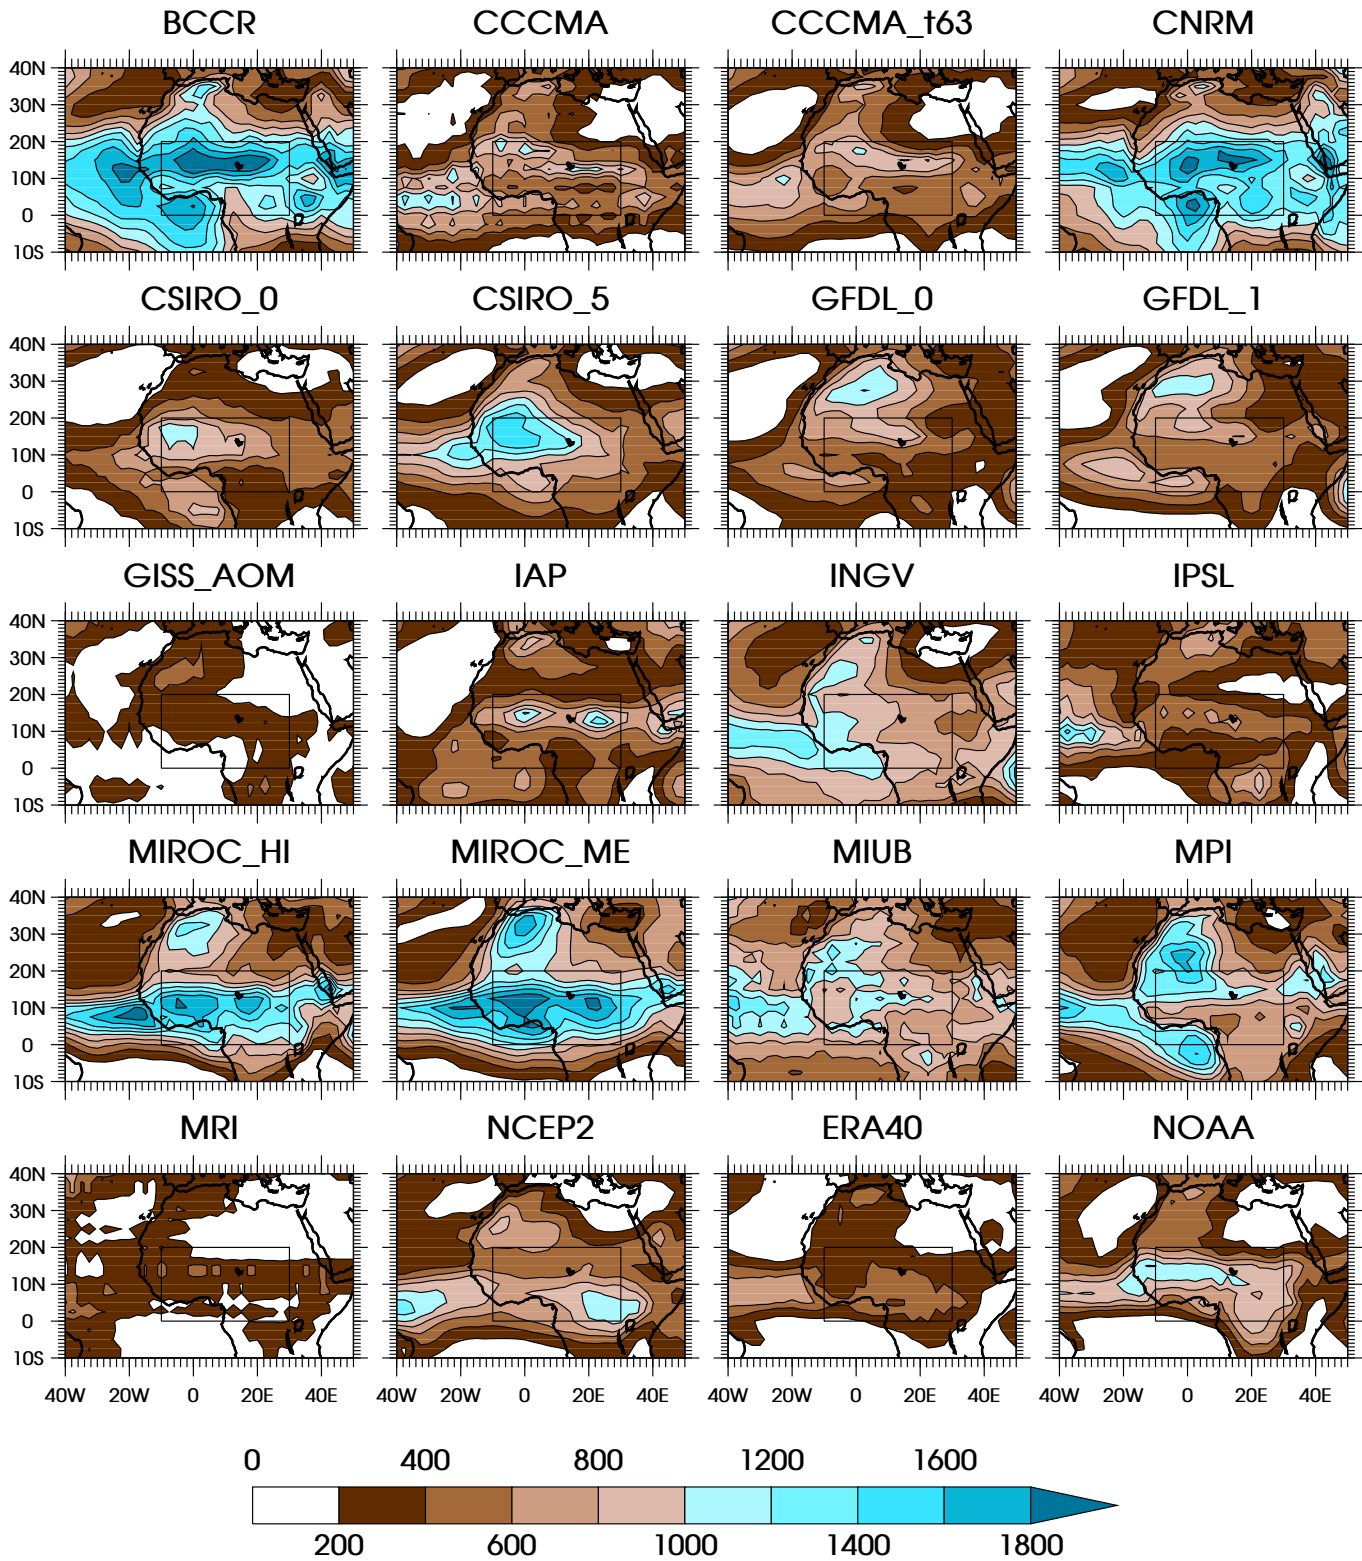 BCCR CCCMA CCCMA_t63 CNRM
40N
30N
20N
10N
0
10S
CSIRO_0 CSIRO_5 GFDL_0 GFDL_1
40N
30N
20N
10N
0
10S
GISS_AOM IAP INGV IPSL
40N
30N
20N
10N
0
10S
MIROC_HI MIROC_ME MIUB MPI
40N
30N
20N
10N
0
10S
MRI NCEP2 ERA40 NOAA
40N
30N
20N
10N
0
10S
40W 20W 0 20E 40E 40W 20W 0 20E 40E 40W 20W 0 20E 40E 40W 20W 0 20E 40E
0 400 800 1200 1600
200 600 1000 1400 1800